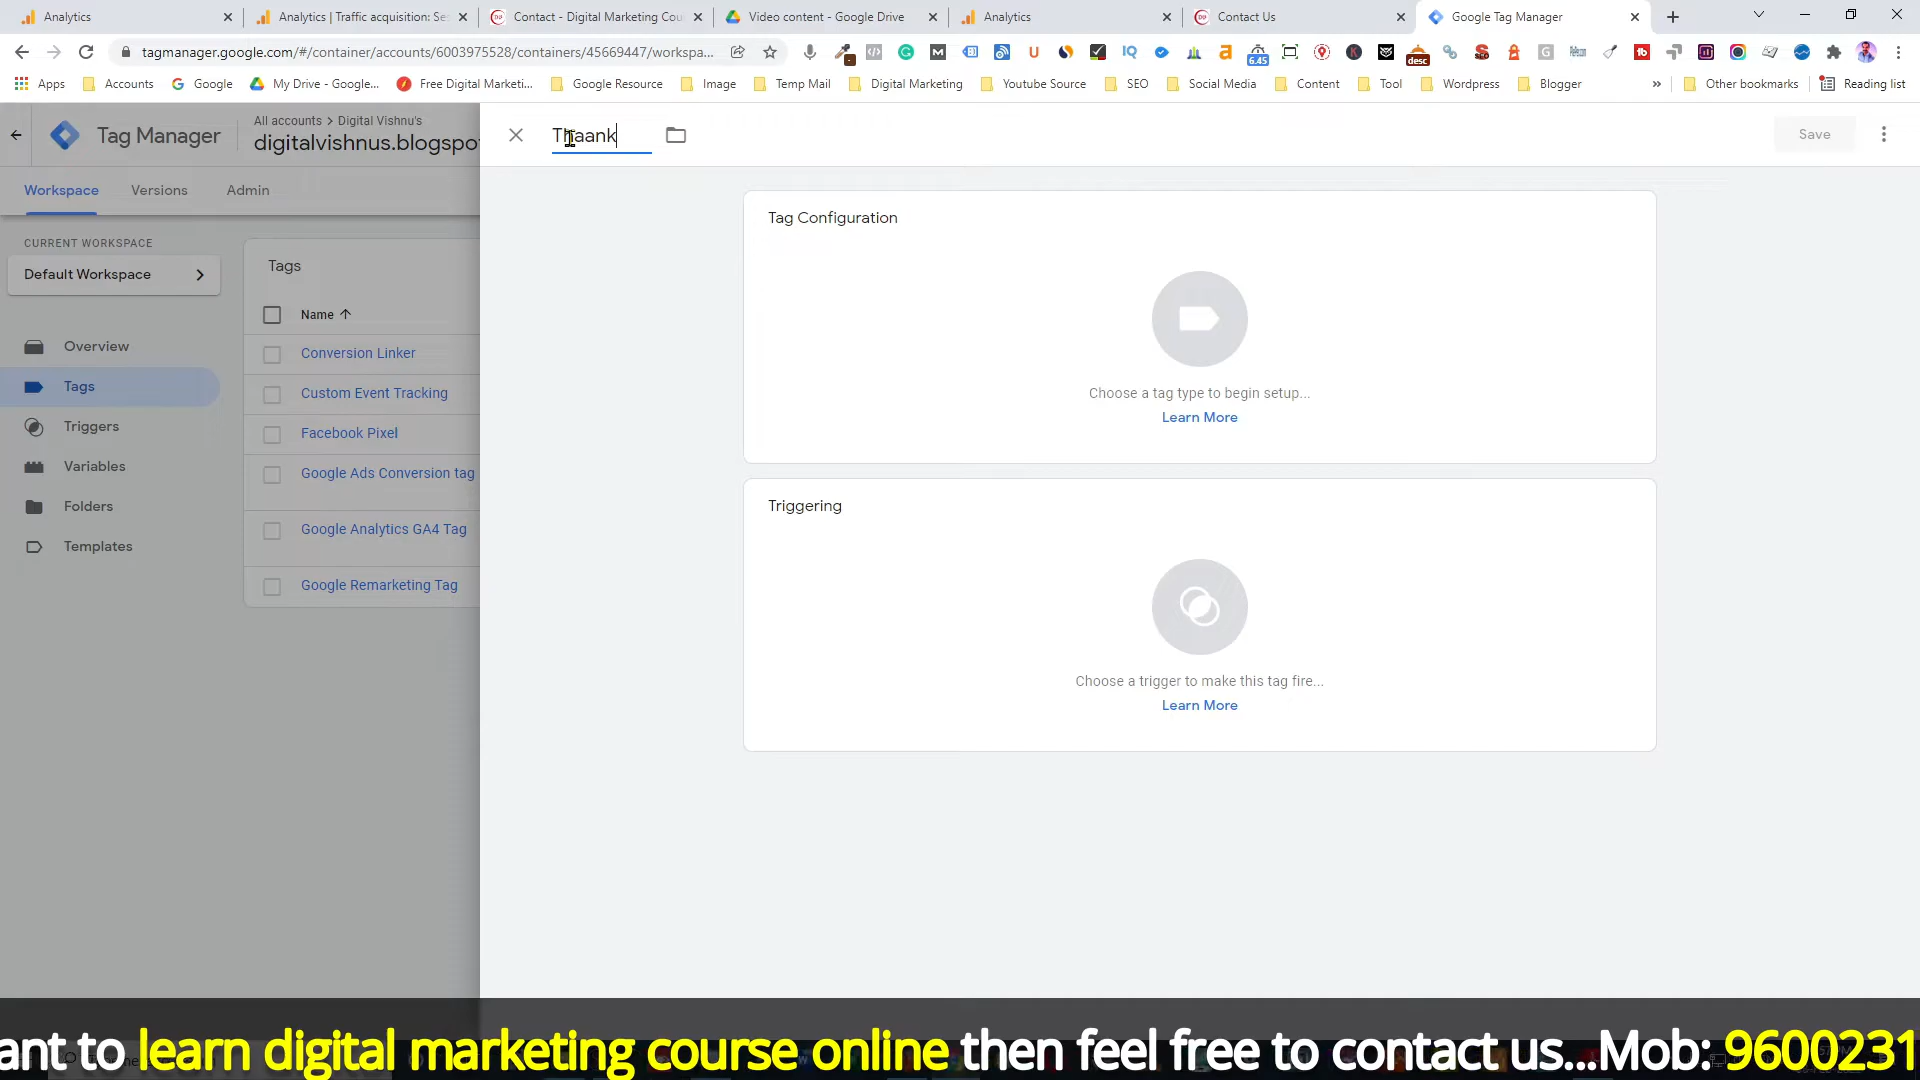 Analytics
Analytics | Traffic acquisition: Se
Contact - Digital Marketing Cou
Video content - Google Drive
Analytics
Contact Us
Google Tag Manager
tagmanager.google.com/#/container/accounts/6003975528/containers/45669447/workspa...
6.45
desc
Apps
Accounts
Google
My Drive - Google...
Free Digital Marketi...
Google Resource
Image
Temp Mail
Digital Marketing
Youtube Source
SEO
Social Media
Content
Tool
Wordpress
Blogger
»
Other bookmarks
Reading list
Tag Manager
All accounts > Digital Vishnu's
digitalvishnus.blogspo
Thaank
Save
Workspace
Versions
Admin
CURRENT WORKSPACE
Default Workspace
Overview
Tags
Triggers
Variables
Folders
Templates
Tags
Name
Conversion Linker
Custom Event Tracking
Facebook Pixel
Google Ads Conversion tag
Google Analytics GA4 Tag
Google Remarketing Tag
Tag Configuration
Choose a tag type to begin setup...
Learn More
Triggering
Choose a trigger to make this tag fire...
Learn More
ant to learn digital marketing course online then feel free to contact us...Mob: 9600231